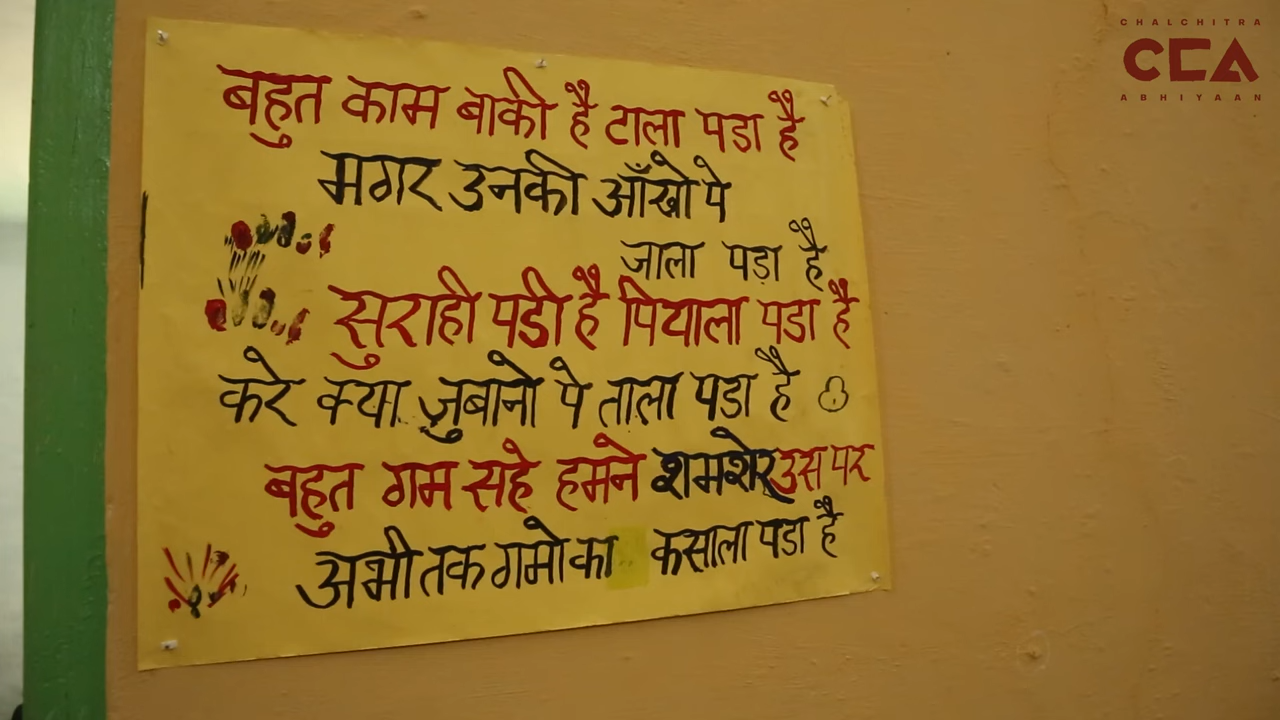 बहुत काम बाकी है टाला पडा है
मगर उनकी आँखो पे
जाला पड़ा है
सुराही पडी है पियाला पडा है
करे क्या ज़ुबानो पे ताला पडा है
बहुत गम सहे हमने शमशेर उस पर
अभी तक गमो का कसाला पडा है
CHALCHITRA
CCA
ABHIYAAN